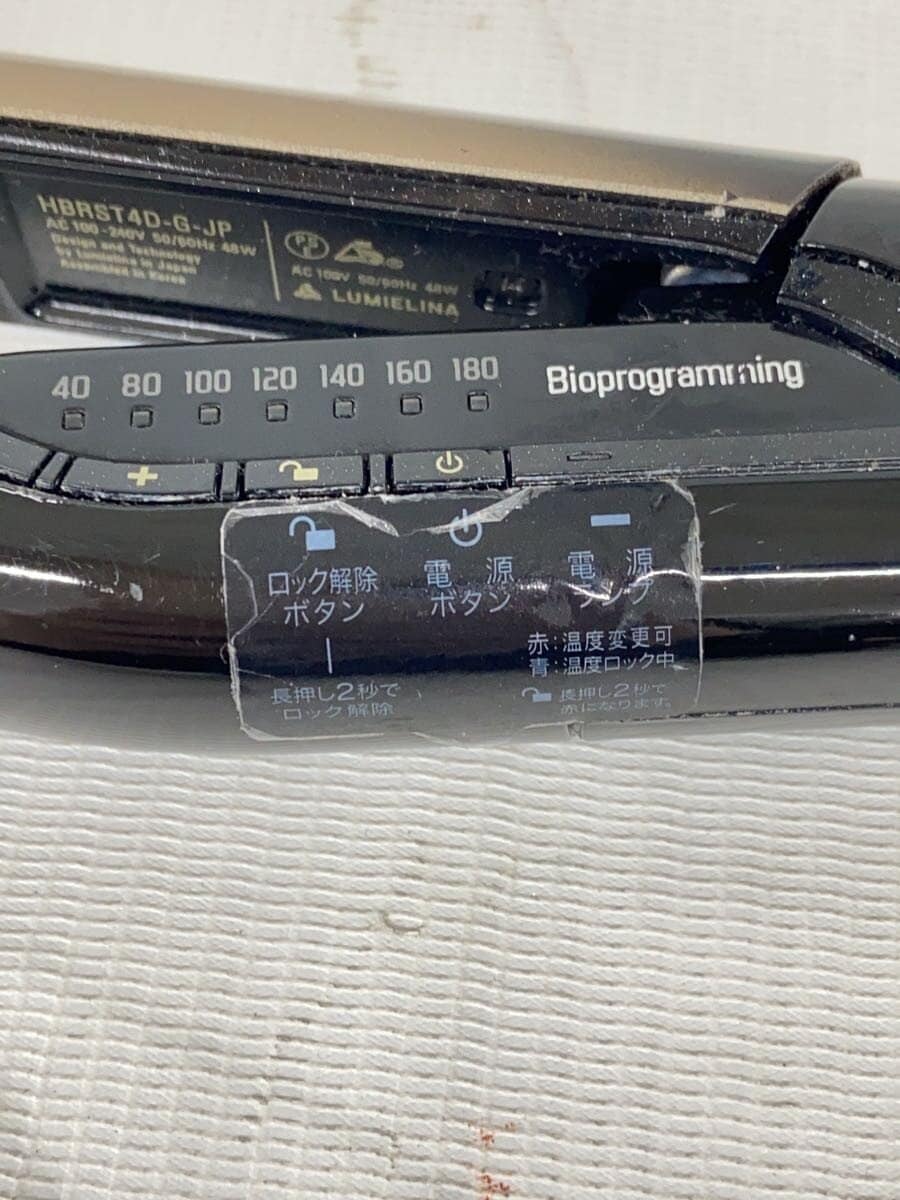 HBRST4D-G-JP
AC 100-240V 50/60Hz 48W
Design and Technology
by Lumielina Japan
Assembled in Korea
PS
AC 100V 50/60Hz 48W
LUMIELINA
40 80 100 120 140 160 180
Bioprogramming
+
ロック解除
ボタン
長押し2秒で
ロック解除
電 源
ボタン
電 源
ランプ
赤:温度変更可
青:温度ロック中
長押し2秒で
赤になります。